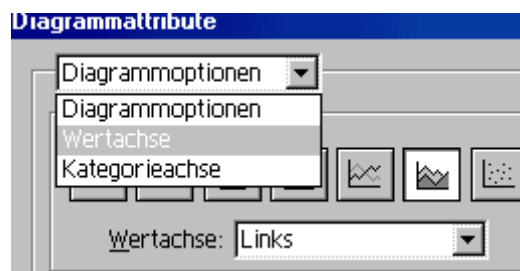 Diagrammattribute
Diagrammoptionen
Diagrammoptionen
Wertachse
Kategorieachse
Wertachse: Links